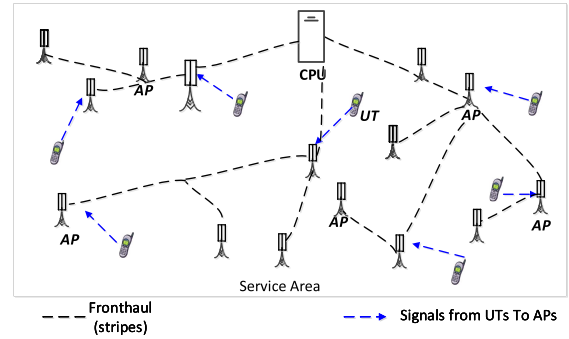 CPU
AP
AP
UT
AP
AP
AP
Service Area
Fronthaul
(stripes)
Signals from UTs To APs